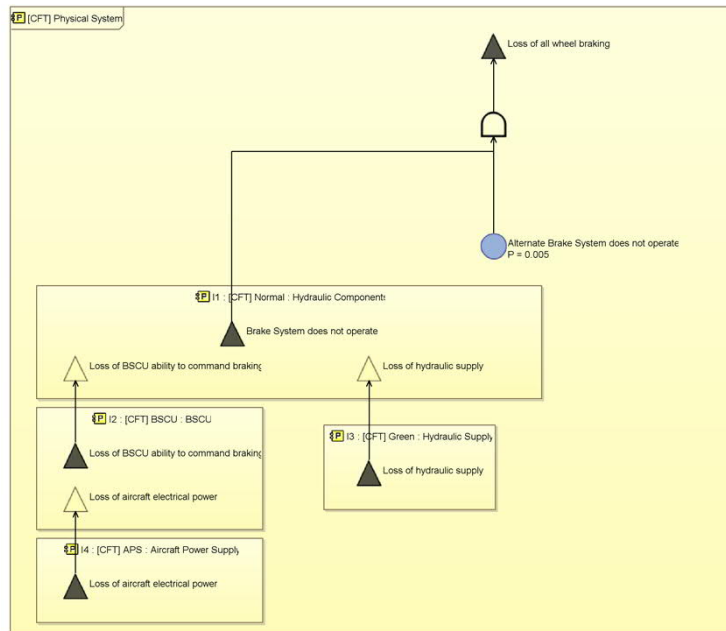 P [CFT] Physical System
Loss of all wheel braking
Alternate Brake System does not operate
P = 0.005
P I1 : [CFT] Normal : Hydraulic Components
Brake System does not operate
Loss of BSCU ability to command braking
Loss of hydraulic supply
P I2 : [CFT] BSCU : BSCU
P I3 : [CFT] Green : Hydraulic Supply
Loss of BSCU ability to command braking
Loss of hydraulic supply
Loss of aircraft electrical power
P I4 : [CFT] APS : Aircraft Power Supply
Loss of aircraft electrical power